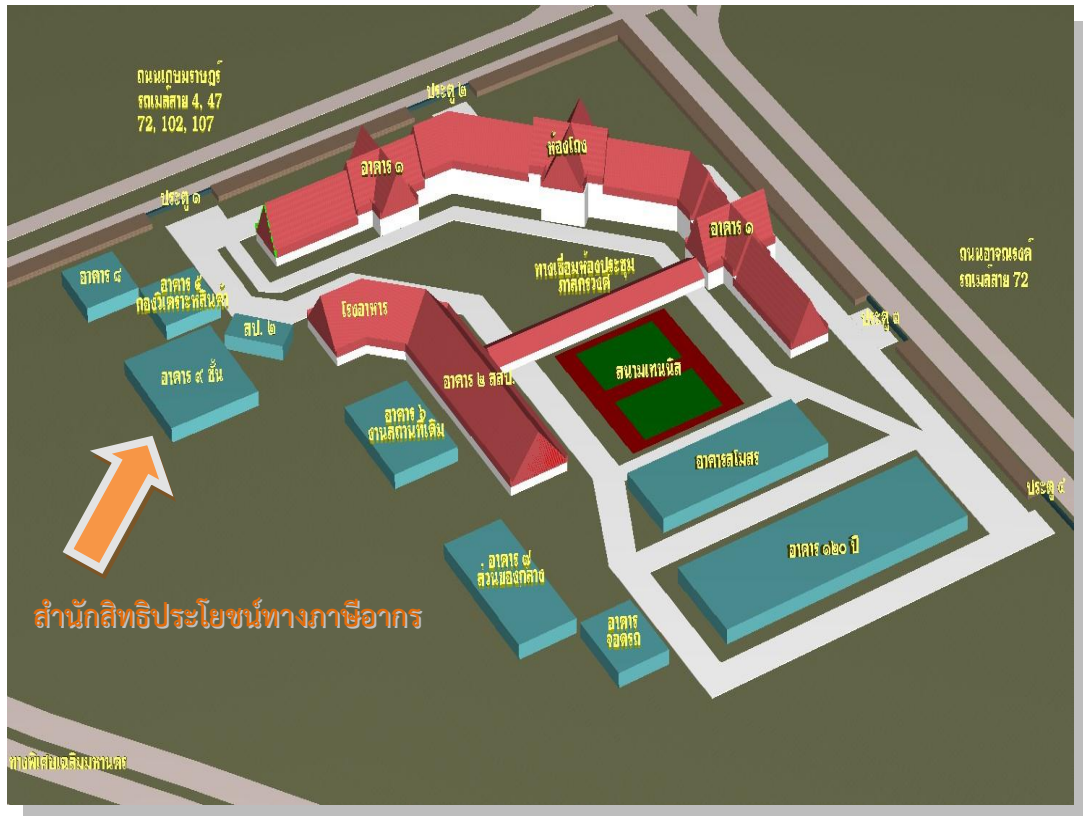 ถนนเกษมราษฎร์
รถเมล์สาย 4, 47
72, 102, 107
ประตู ๒
ห้องโถง
อาคาร ๑
ประตู ๑
อาคาร ๑
ถนนอาจณรงค์
รถเมล์สาย 72
อาคาร ๘
อาคาร ๕
กองวิเคราะห์สินค้า
ทางเชื่อมห้องประชุม
ภาสกรวงศ์
โรงอาหาร
ประตู ๓
สป. ๒
สนามเทนนิส
อาคาร ๙ ชั้น
อาคาร ๒ สสป.
อาคาร ๖
งานสถานที่เดิม
อาคารสโมสร
ประตู ๔
อาคาร ๑๒๐ ปี
อาคาร ๗
ส่วนของกลาง
สำนักสิทธิประโยชน์ทางภาษีอากร
อาคาร
จอดรถ
ทางพิเศษเฉลิมมหานคร